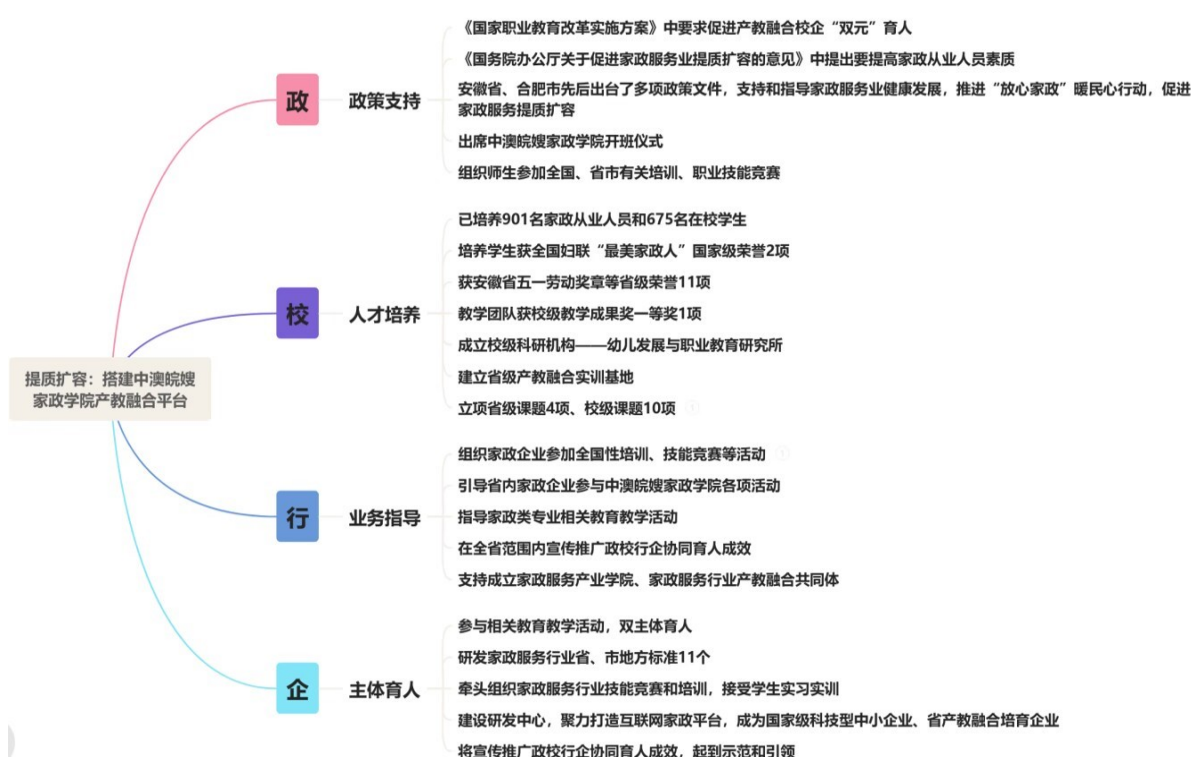 《国家职业教育改革实施方案》中要求促进产教融合校企“双元”育人
《国务院办公厅关于促进家政服务业提质扩容的意见》中提出要提高家政从业人员素质
政
政策支持
安徽省、合肥市先后出台了多项政策文件，支持和指导家政服务业健康发展，推进“放心家政”暖民心行动，促进
家政服务提质扩容
出席中澳皖嫂家政学院开班仪式
组织师生参加全国、省市有关培训、职业技能竞赛
已培养901名家政从业人员和675名在校学生
培养学生获全国妇联“最美家政人”国家级荣誉2项
获安徽省五一劳动奖章等省级荣誉11项
校
人才培养
教学团队获校级教学成果奖一等奖1项
成立校级科研机构——幼儿发展与职业教育研究所
建立省级产教融合实训基地
立项省级课题4项、校级课题10项
提质扩容：搭建中澳皖嫂
家政学院产教融合平台
组织家政企业参加全国性培训、技能竞赛等活动
引导省内家政企业参与中澳皖嫂家政学院各项活动
行
业务指导
指导家政类专业相关教育教学活动
在全省范围内宣传推广政校行企协同育人成效
支持成立家政服务产业学院、家政服务行业产教融合共同体
参与相关教育教学活动，双主体育人
研发家政服务行业省、市地方标准11个
企
主体育人
牵头组织家政服务行业技能竞赛和培训，接受学生实习实训
建设研发中心，聚力打造互联网家政平台，成为国家级科技型中小企业、省产教融合培育企业
将宣传推广政校行企协同育人成效，起到示范和引领